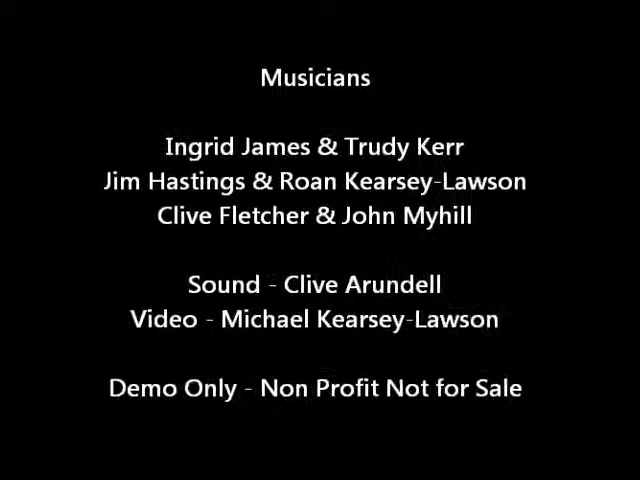 Musicians
Ingrid James & Trudy Kerr
Jim Hastings & Roan Kearsey-Lawson
Clive Fletcher & John Myhill
Sound - Clive Arundell
Video - Michael Kearsey-Lawson
Demo Only - Non Profit Not for Sale